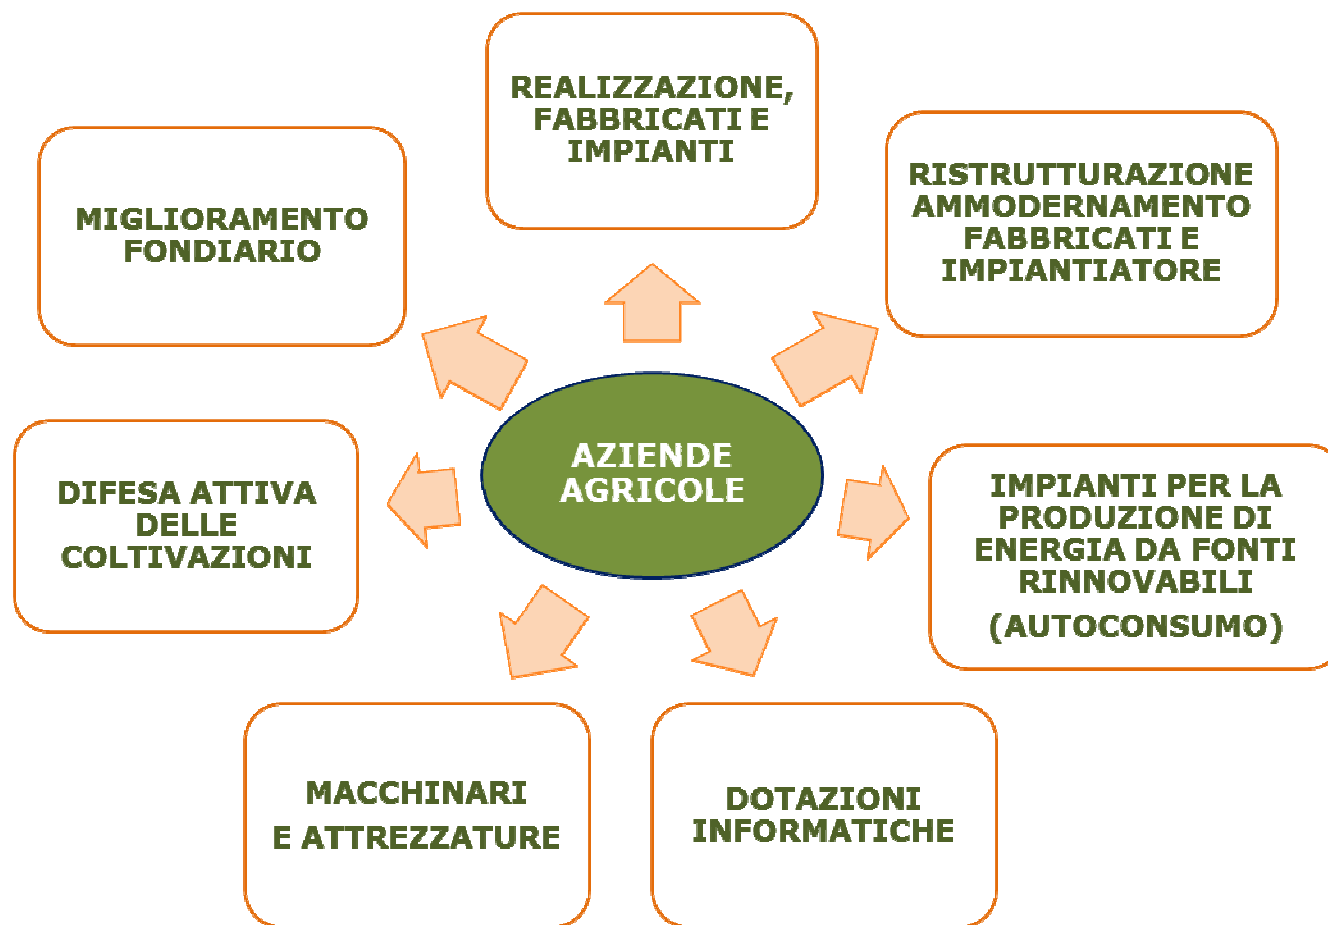 REALIZZAZIONE,
FABBRICATI E
IMPIANTI
MIGLIORAMENTO
FONDIARIO
RISTRUTTURAZIONE
AMMODERNAMENTO
FABBRICATI E
IMPIANTIATORE
AZIENDE
AGRICOLE
DIFESA ATTIVA
DELLE
COLTIVAZIONI
IMPIANTI PER LA
PRODUZIONE DI
ENERGIA DA FONTI
RINNOVABILI
(AUTOCONSUMO)
MACCHINARI
E ATTREZZATURE
DOTAZIONI
INFORMATICHE